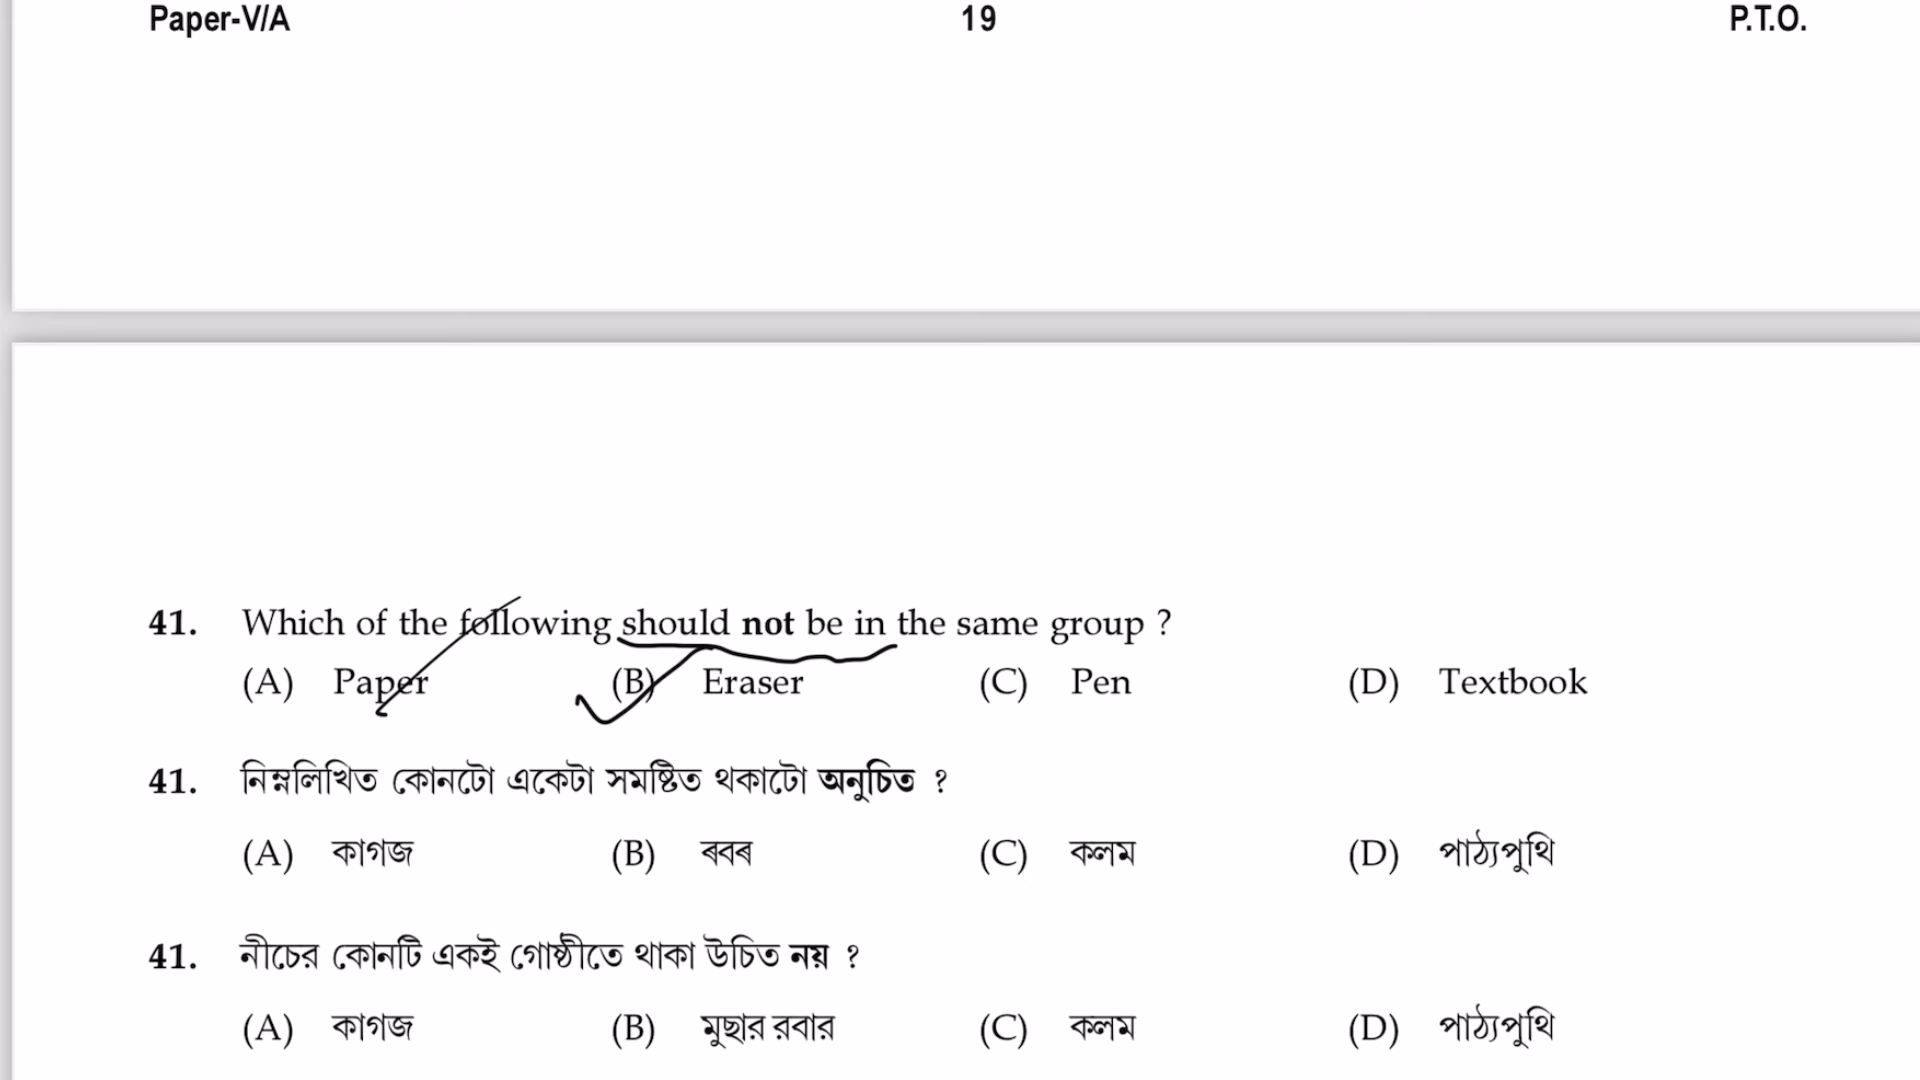 Paper-V/A 19 P.T.O.
41. Which of the following should not be in the same group ?
(A) Paper (B) Eraser (C) Pen (D) Textbook
41. নিম্নলিখিত কোনটো একেটা সমষ্টিত থকাটো অনুচিত ?
(A) কাগজ (B) ৰবৰ (C) কলম (D) পাঠ্যপুথি
41. নীচের কোনটি একই গোষ্ঠীতে থাকা উচিত নয় ?
(A) কাগজ (B) মুছার রবার (C) কলম (D) পাঠ্যপুথি